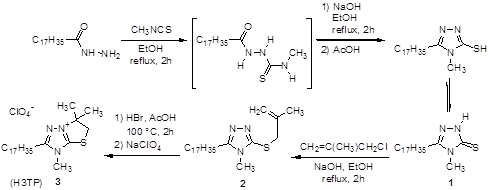 O
C17H35
NH-NH2
CH3NCS
EtOH
reflux, 2h
O
C17H35
NH
H
N
CH3
S
N
H
1) NaOH
EtOH
reflux, 2h
2) AcOH
N-N
C17H35
N
SH
CH3
ClO4-
H3C
CH3
N-N+
C17H35
N
S
CH3
(H3TP)
3
1) HBr, AcOH
100 °C, 2h
2) NaClO4
H2C
CH3
N-N
C17H35
N
S
CH3
2
CH2=C(CH3)CH2Cl
NaOH, EtOH
reflux, 2h
H
N-N
C17H35
N
S
CH3
1